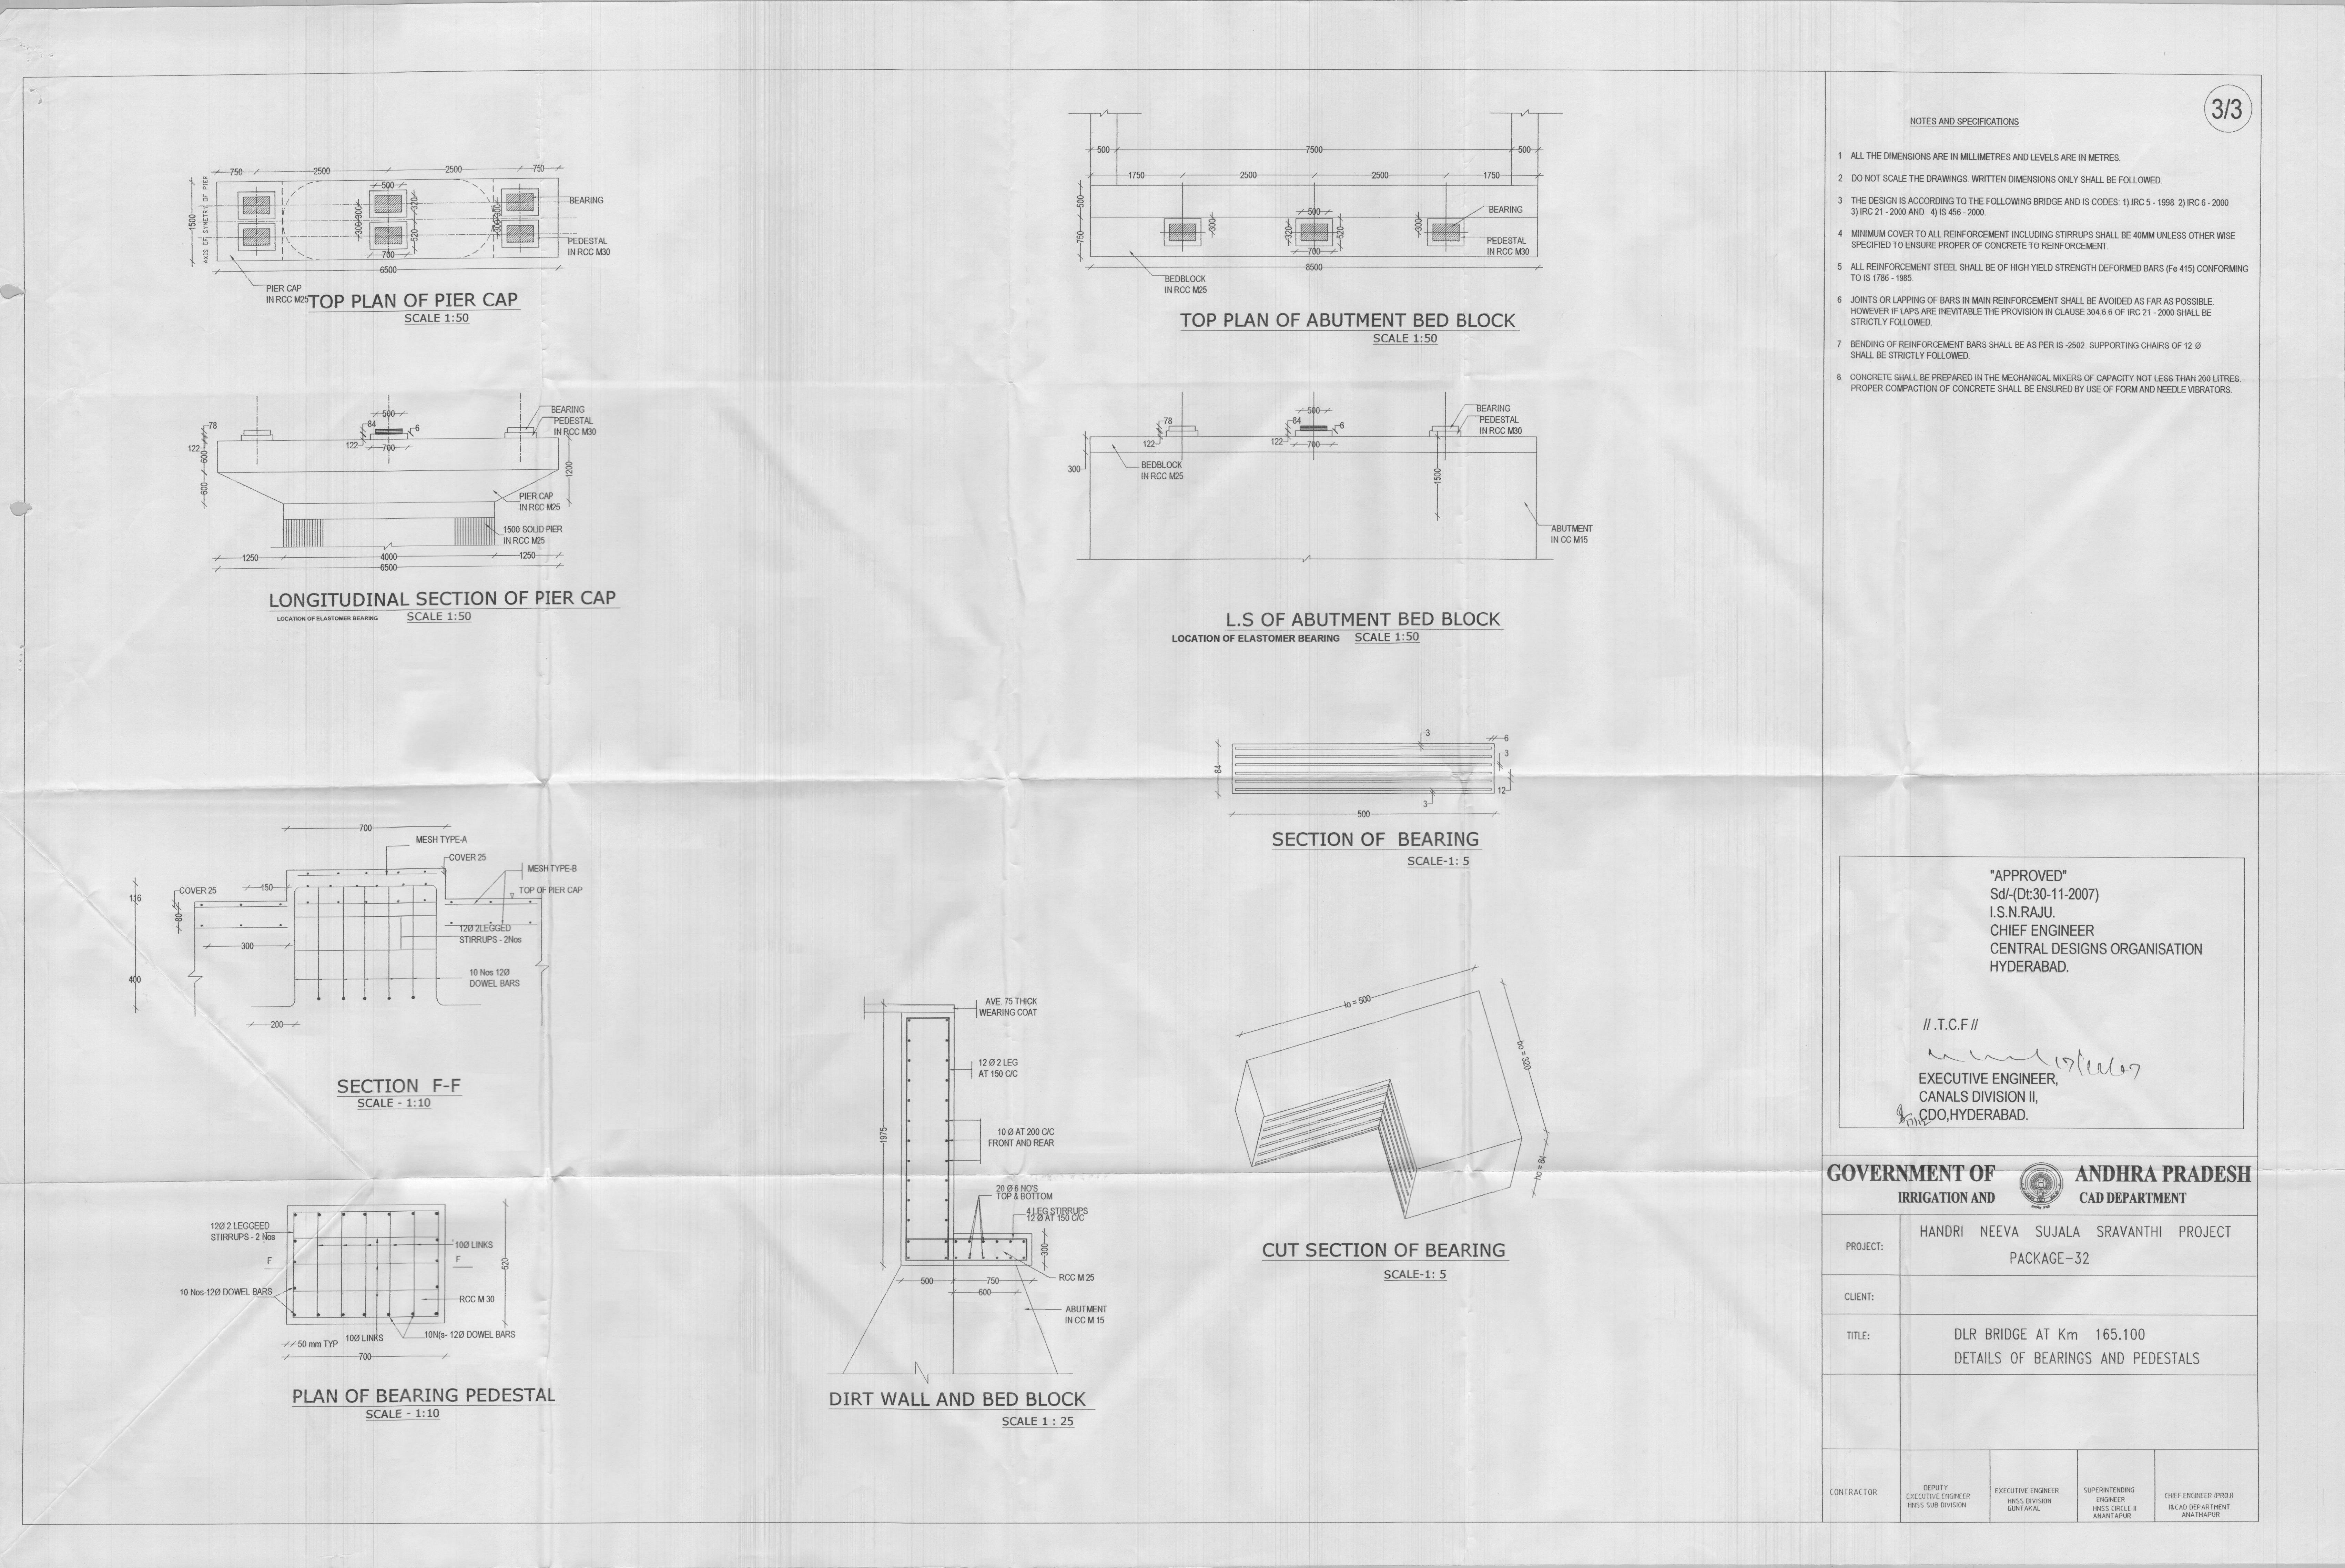 3/3
NOTES AND SPECIFICATIONS
1 ALL THE DIMENSIONS ARE IN MILLIMETRES AND LEVELS ARE IN METRES.
2 DO NOT SCALE THE DRAWINGS. WRITTEN DIMENSIONS ONLY SHALL BE FOLLOWED.
3 THE DESIGN IS ACCORDING TO THE FOLLOWING BRIDGE AND IS CODES: 1) IRC 5 - 1998 2) IRC 6 - 2000
3) IRC 21 - 2000 AND 4) IS 456 - 2000.
4 MINIMUM COVER TO ALL REINFORCEMENT INCLUDING STIRRUPS SHALL BE 40MM UNLESS OTHER WISE
SPECIFIED TO ENSURE PROPER OF CONCRETE TO REINFORCEMENT.
5 ALL REINFORCEMENT STEEL SHALL BE OF HIGH YIELD STRENGTH DEFORMED BARS (Fe 415) CONFORMING
TO IS 1786 - 1985.
6 JOINTS OR LAPPING OF BARS IN MAIN REINFORCEMENT SHALL BE AVOIDED AS FAR AS POSSIBLE.
HOWEVER IF LAPS ARE INEVITABLE THE PROVISION IN CLAUSE 304.6.6 OF IRC 21 - 2000 SHALL BE
STRICTLY FOLLOWED.
7 BENDING OF REINFORCEMENT BARS SHALL BE AS PER IS -2502. SUPPORTING CHAIRS OF 12 Ø
SHALL BE STRICTLY FOLLOWED.
6 CONCRETE SHALL BE PREPARED IN THE MECHANICAL MIXERS OF CAPACITY NOT LESS THAN 200 LITRES.
PROPER COMPACTION OF CONCRETE SHALL BE ENSURED BY USE OF FORM AND NEEDLE VIBRATORS.
750 2500 2500 750
500
AXIS OF SYMETRY OF PIER
1500
300 300
320
520
300 300
700
6500
BEARING
PEDESTAL
IN RCC M30
PIER CAP
IN RCC M25
TOP PLAN OF PIER CAP
SCALE 1:50
500 7500 500
1750 2500 2500 1750
500
750
300
500
320
520
300
700
8500
BEARING
PEDESTAL
IN RCC M30
BEDBLOCK
IN RCC M25
TOP PLAN OF ABUTMENT BED BLOCK
SCALE 1:50
78
122
600
600
500
84
6
122
700
1200
BEARING
PEDESTAL
IN RCC M30
PIER CAP
IN RCC M25
1500 SOLID PIER
IN RCC M25
1250 4000 1250
6500
LONGITUDINAL SECTION OF PIER CAP
LOCATION OF ELASTOMER BEARING SCALE 1:50
78
122
500
84
6
122
700
300
1500
BEARING
PEDESTAL
IN RCC M30
BEDBLOCK
IN RCC M25
ABUTMENT
IN CC M15
L.S OF ABUTMENT BED BLOCK
LOCATION OF ELASTOMER BEARING SCALE 1:50
3
6
3
84
12
3
500
SECTION OF BEARING
SCALE-1: 5
700
MESH TYPE-A
COVER 25
MESH TYPE-B
TOP OF PIER CAP
COVER 25
150
116
80
300
400
12Ø 2LEGGED
STIRRUPS - 2Nos
10 Nos 12Ø
DOWEL BARS
200
SECTION F-F
SCALE - 1:10
12Ø 2 LEGGEED
STIRRUPS - 2 Nos
10Ø LINKS
F F
520
10 Nos-12Ø DOWEL BARS
RCC M 30
10N(s- 12Ø DOWEL BARS
10Ø LINKS
50 mm TYP
700
PLAN OF BEARING PEDESTAL
SCALE - 1:10
AVE. 75 THICK
WEARING COAT
12 Ø 2 LEG
AT 150 C/C
10 Ø AT 200 C/C
FRONT AND REAR
1975
20 Ø 6 NO'S
TOP & BOTTOM
4 LEG STIRRUPS
12 Ø AT 150 C/C
300
RCC M 25
500 750
600
ABUTMENT
IN CC M 15
DIRT WALL AND BED BLOCK
SCALE 1 : 25
lo = 500
bo = 320
ho = 84
CUT SECTION OF BEARING
SCALE-1: 5
"APPROVED"
Sd/-(Dt:30-11-2007)
I.S.N.RAJU.
CHIEF ENGINEER
CENTRAL DESIGNS ORGANISATION
HYDERABAD.
// .T.C.F //
EXECUTIVE ENGINEER,
CANALS DIVISION II,
CDO,HYDERABAD.
GOVERNMENT OF ANDHRA PRADESH
IRRIGATION AND CAD DEPARTMENT
PROJECT: HANDRI NEEVA SUJALA SRAVANTHI PROJECT
PACKAGE-32
CLIENT:
TITLE: DLR BRIDGE AT Km 165.100
DETAILS OF BEARINGS AND PEDESTALS
CONTRACTOR
DEPUTY
EXECUTIVE ENGINEER
HNSS SUB DIVISION
EXECUTIVE ENGINEER
HNSS DIVISION
GUNTAKAL
SUPERINTENDING
ENGINEER
HNSS CIRCLE II
ANANTAPUR
CHIEF ENGINEER (PROJ)
I&CAD DEPARTMENT
ANATHAPUR